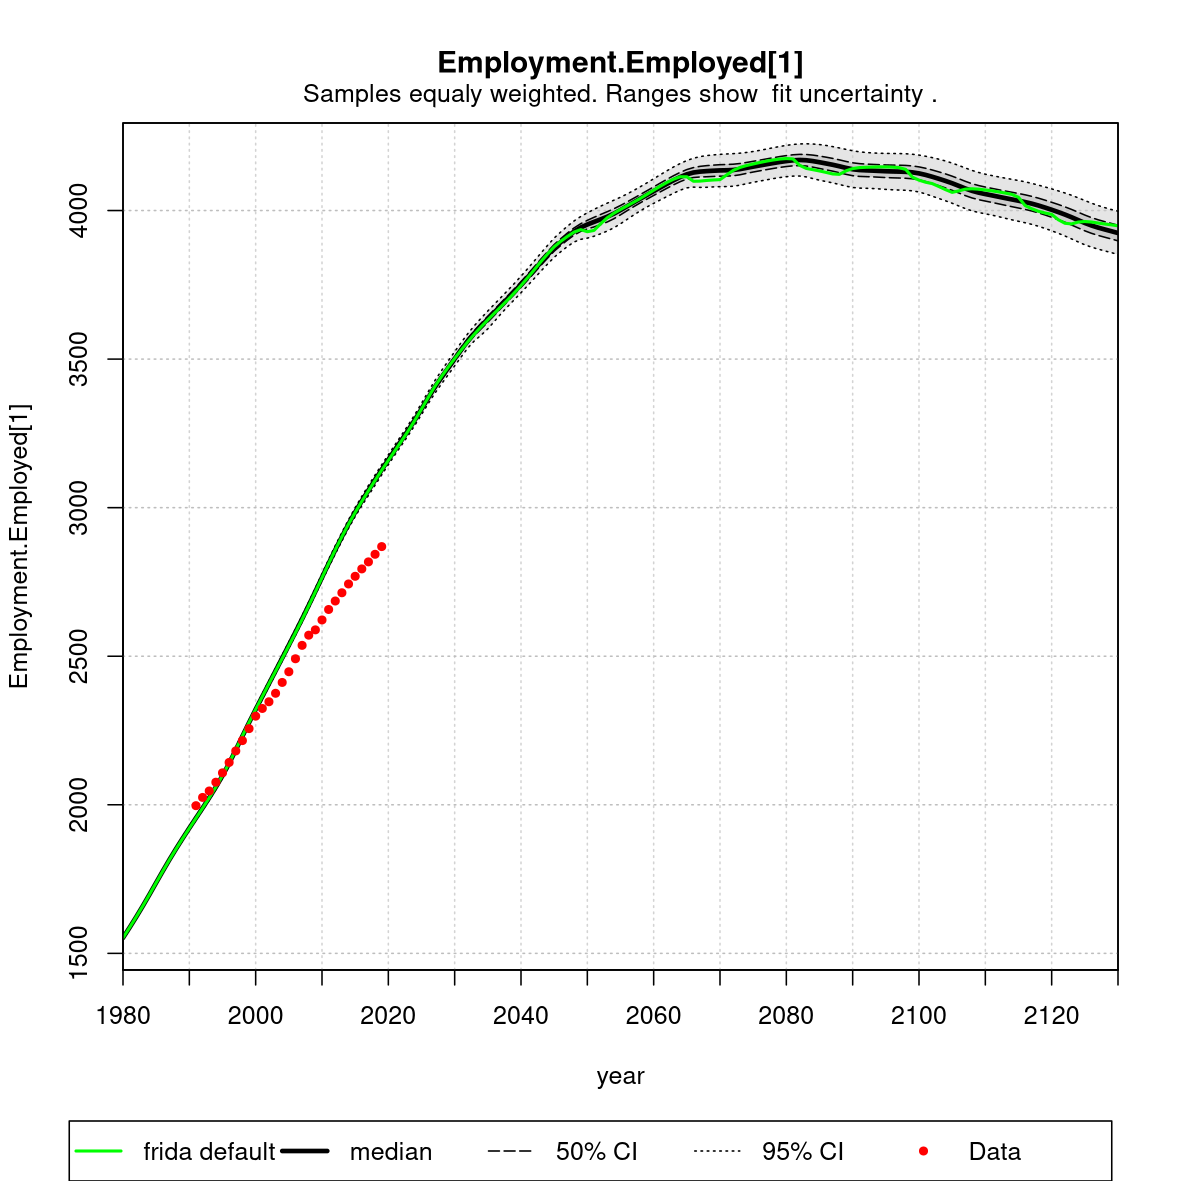 Employment.Employed[1]
Samples equaly weighted. Ranges show  fit uncertainty .
Employment.Employed[1]
4000
3500
3000
2500
2000
1500
1980 2000 2020 2040 2060 2080 2100 2120
year
frida default median 50% CI 95% CI Data